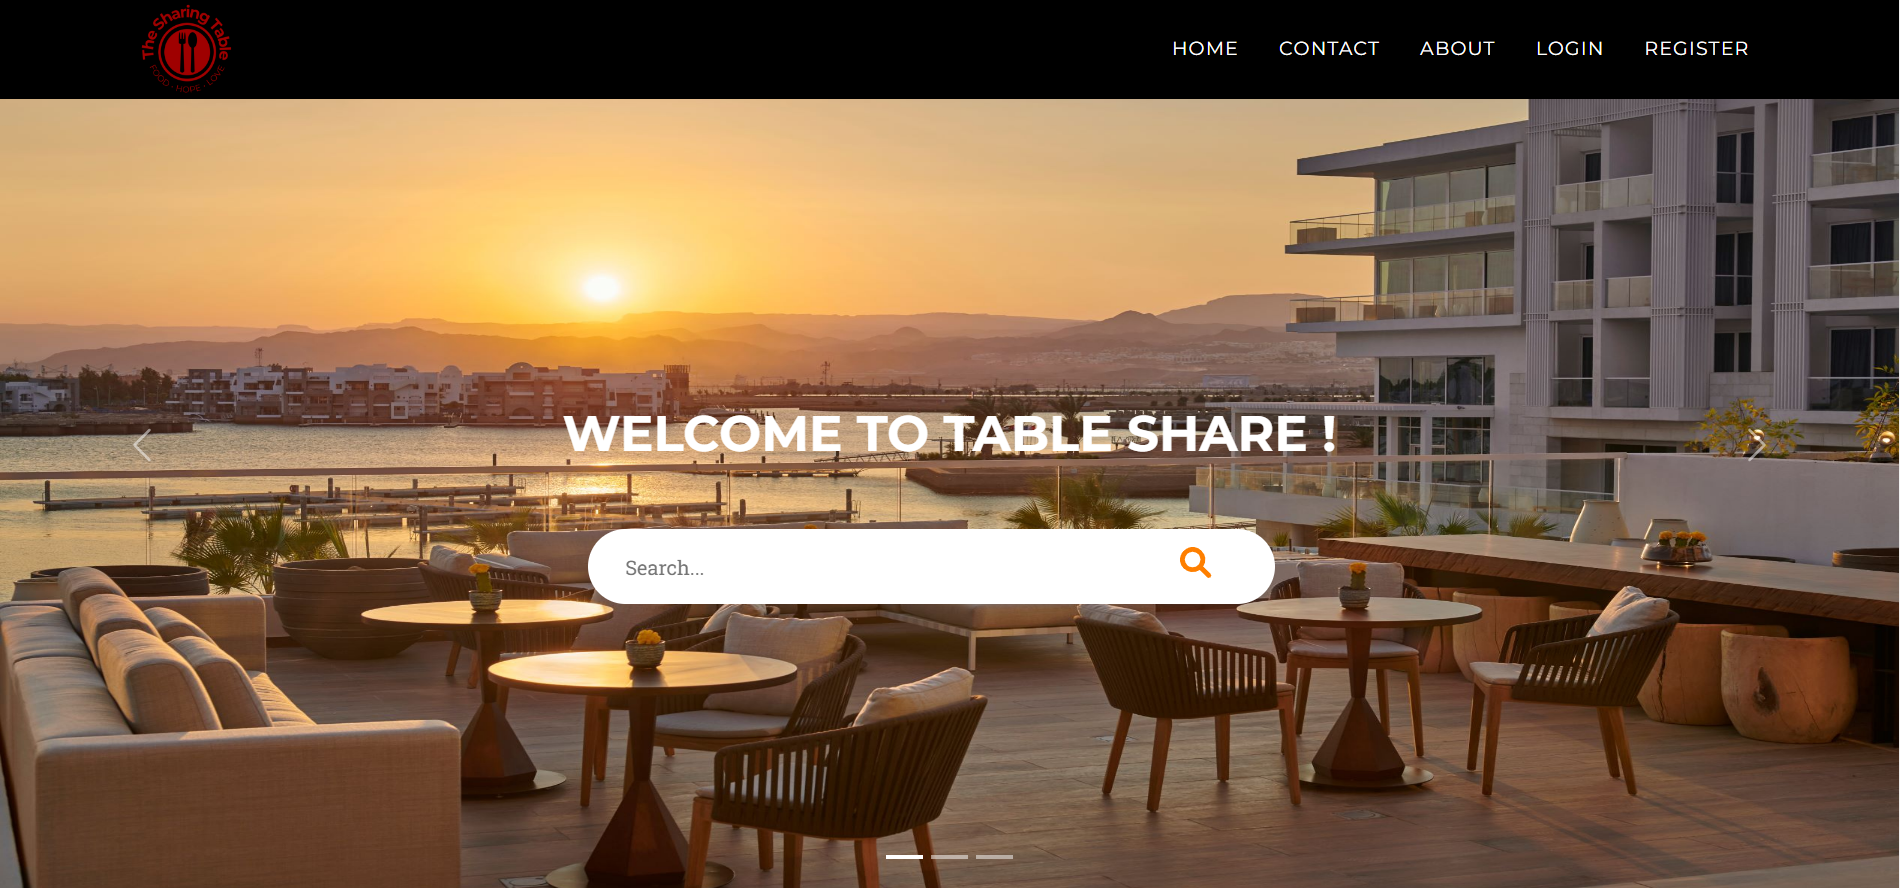 The Sharing Table
FOOD • HOPE • LOVE
HOME CONTACT ABOUT LOGIN REGISTER
WELCOME TO TABLE SHARE !
Search...